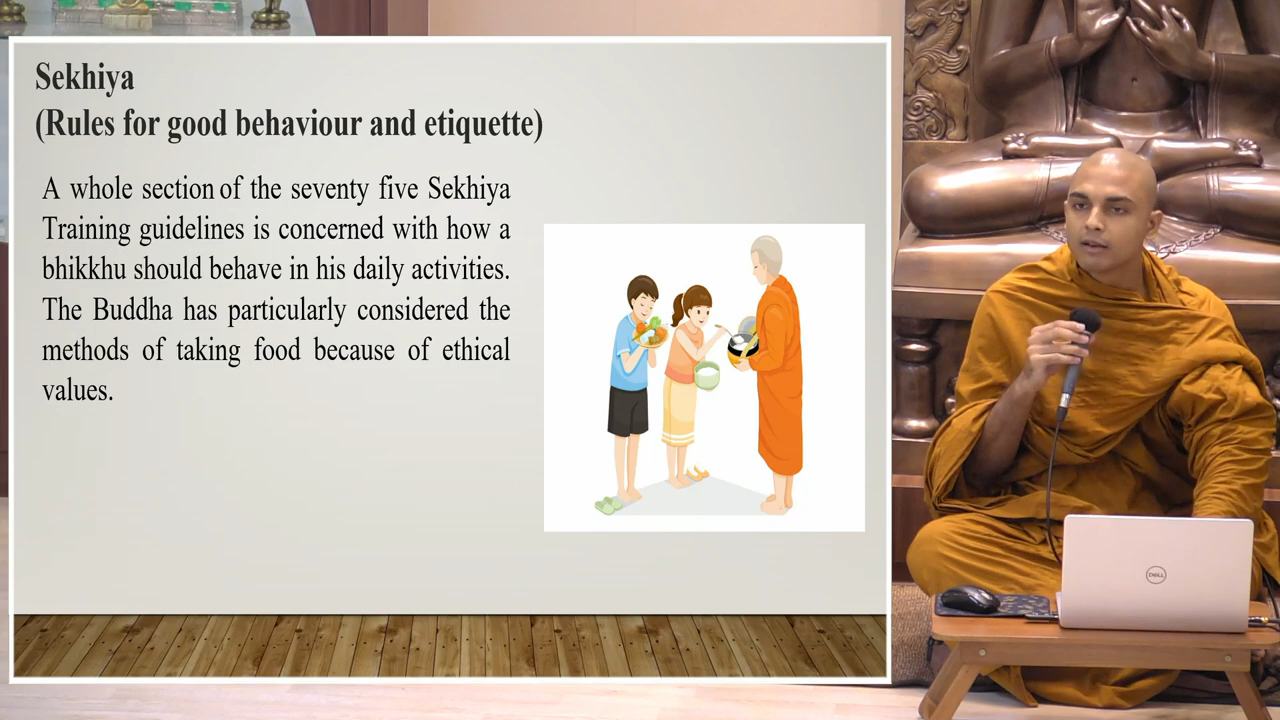 Sekhiya
(Rules for good behaviour and etiquette)
A whole section of the seventy five Sekhiya
Training guidelines is concerned with how a
bhikkhu should behave in his daily activities.
The Buddha has particularly considered the
methods of taking food because of ethical
values.
DELL